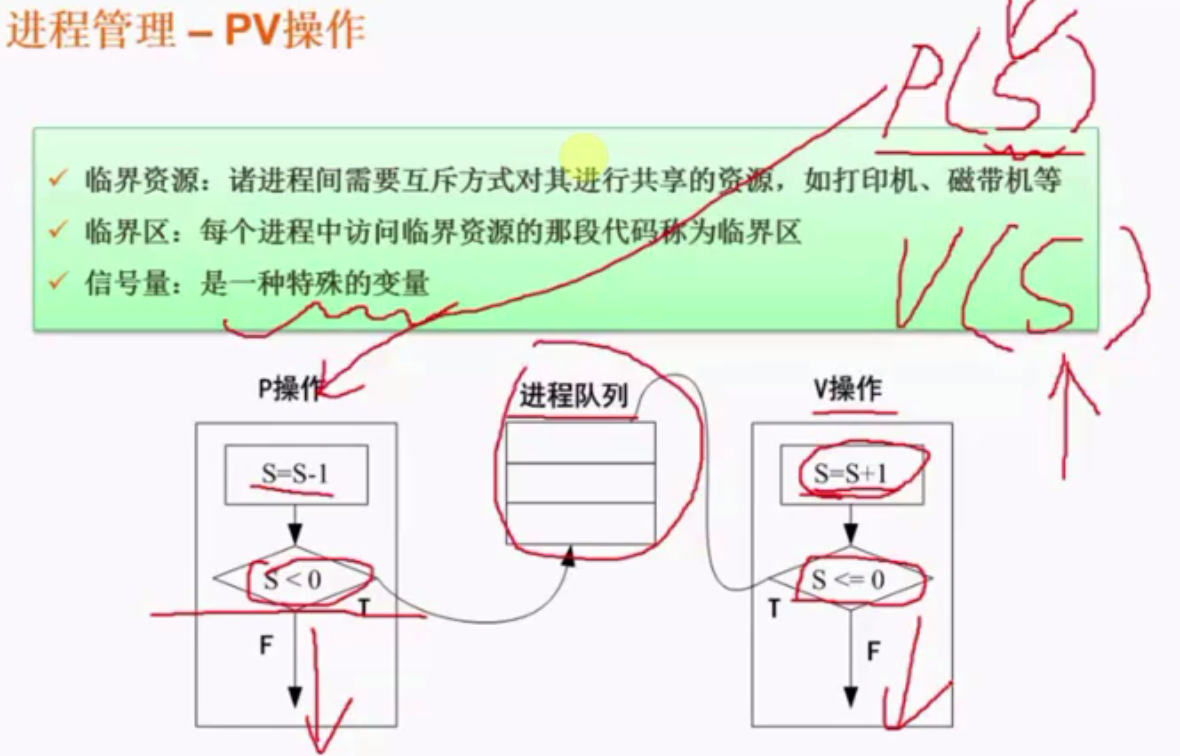 进程管理 – PV操作
P(S)
✓ 临界资源：诸进程间需要互斥方式对其进行共享的资源，如打印机、磁带机等
✓ 临界区：每个进程中访问临界资源的那段代码称为临界区
✓ 信号量：是一种特殊的变量
V(S)
P操作
进程队列
V操作
S=S-1
S=S+1
S < 0
S <= 0
T
T
F
F